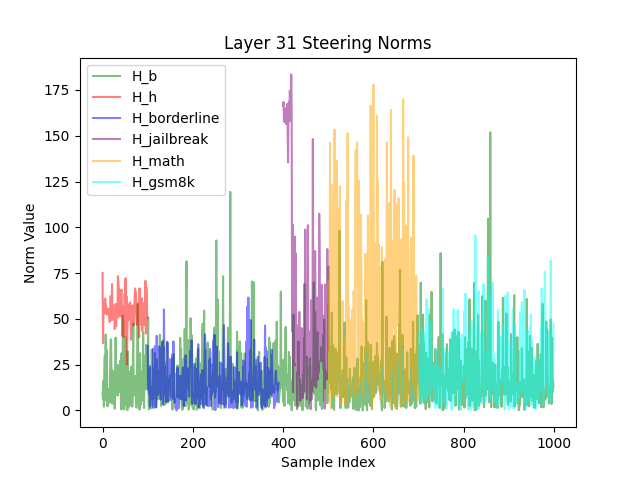 Layer 31 Steering Norms
H_b
H_h
H_borderline
H_jailbreak
H_math
H_gsm8k
Norm Value
175
150
125
100
75
50
25
0
0 200 400 600 800 1000
Sample Index